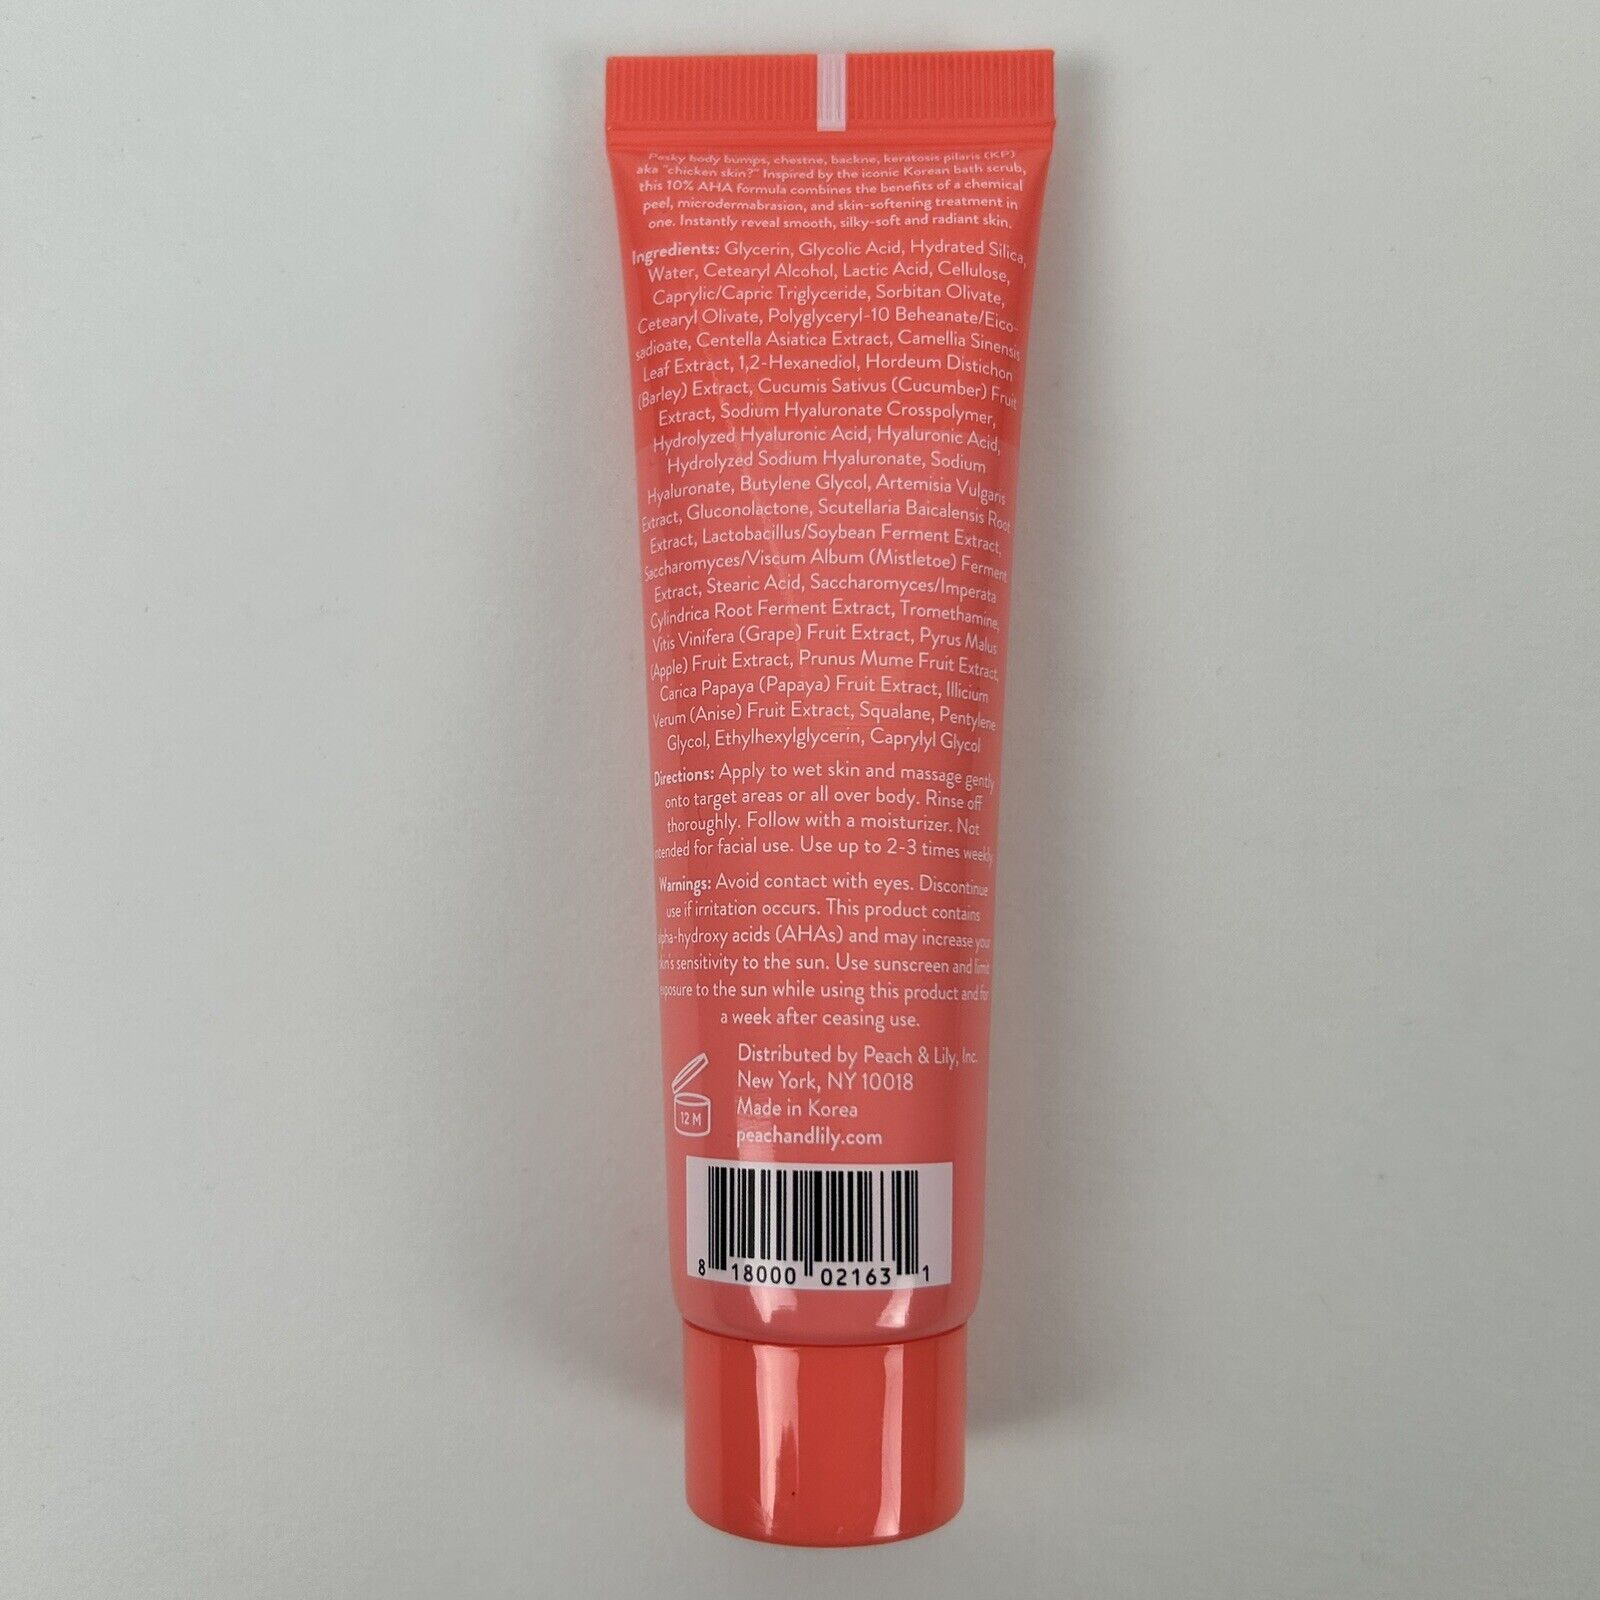 Pesky body bumps, chestne, backne, keratosis pilaris (KP)
aka "chicken skin?" Inspired by the iconic Korean bath scrub,
this 10% AHA formula combines the benefits of a chemical
peel, microdermabrasion, and skin-softening treatment in
one. Instantly reveal smooth, silky-soft and radiant skin.
Ingredients: Glycerin, Glycolic Acid, Hydrated Silica,
Water, Cetearyl Alcohol, Lactic Acid, Cellulose,
Caprylic/Capric Triglyceride, Sorbitan Olivate,
Cetearyl Olivate, Polyglyceryl-10 Beheanate/Eico-
sadioate, Centella Asiatica Extract, Camellia Sinensis
Leaf Extract, 1,2-Hexanediol, Hordeum Distichon
(Barley) Extract, Cucumis Sativus (Cucumber) Fruit
Extract, Sodium Hyaluronate Crosspolymer,
Hydrolyzed Hyaluronic Acid, Hyaluronic Acid,
Hydrolyzed Sodium Hyaluronate, Sodium
Hyaluronate, Butylene Glycol, Artemisia Vulgaris
Extract, Gluconolactone, Scutellaria Baicalensis Root
Extract, Lactobacillus/Soybean Ferment Extract,
Saccharomyces/Viscum Album (Mistletoe) Ferment
Extract, Stearic Acid, Saccharomyces/Imperata
Cylindrica Root Ferment Extract, Tromethamine,
Vitis Vinifera (Grape) Fruit Extract, Pyrus Malus
(Apple) Fruit Extract, Prunus Mume Fruit Extract,
Carica Papaya (Papaya) Fruit Extract, Illicium
Verum (Anise) Fruit Extract, Squalane, Pentylene
Glycol, Ethylhexylglycerin, Caprylyl Glycol
Directions: Apply to wet skin and massage gently
onto target areas or all over body. Rinse off
thoroughly. Follow with a moisturizer. Not
intended for facial use. Use up to 2-3 times weekly
Warnings: Avoid contact with eyes. Discontinue
use if irritation occurs. This product contains
alpha-hydroxy acids (AHAs) and may increase your
skin's sensitivity to the sun. Use sunscreen and limit
exposure to the sun while using this product and for
a week after ceasing use.
Distributed by Peach & Lily, Inc.
New York, NY 10018
Made in Korea
peachandlily.com
12 M
8 18000 02163 1